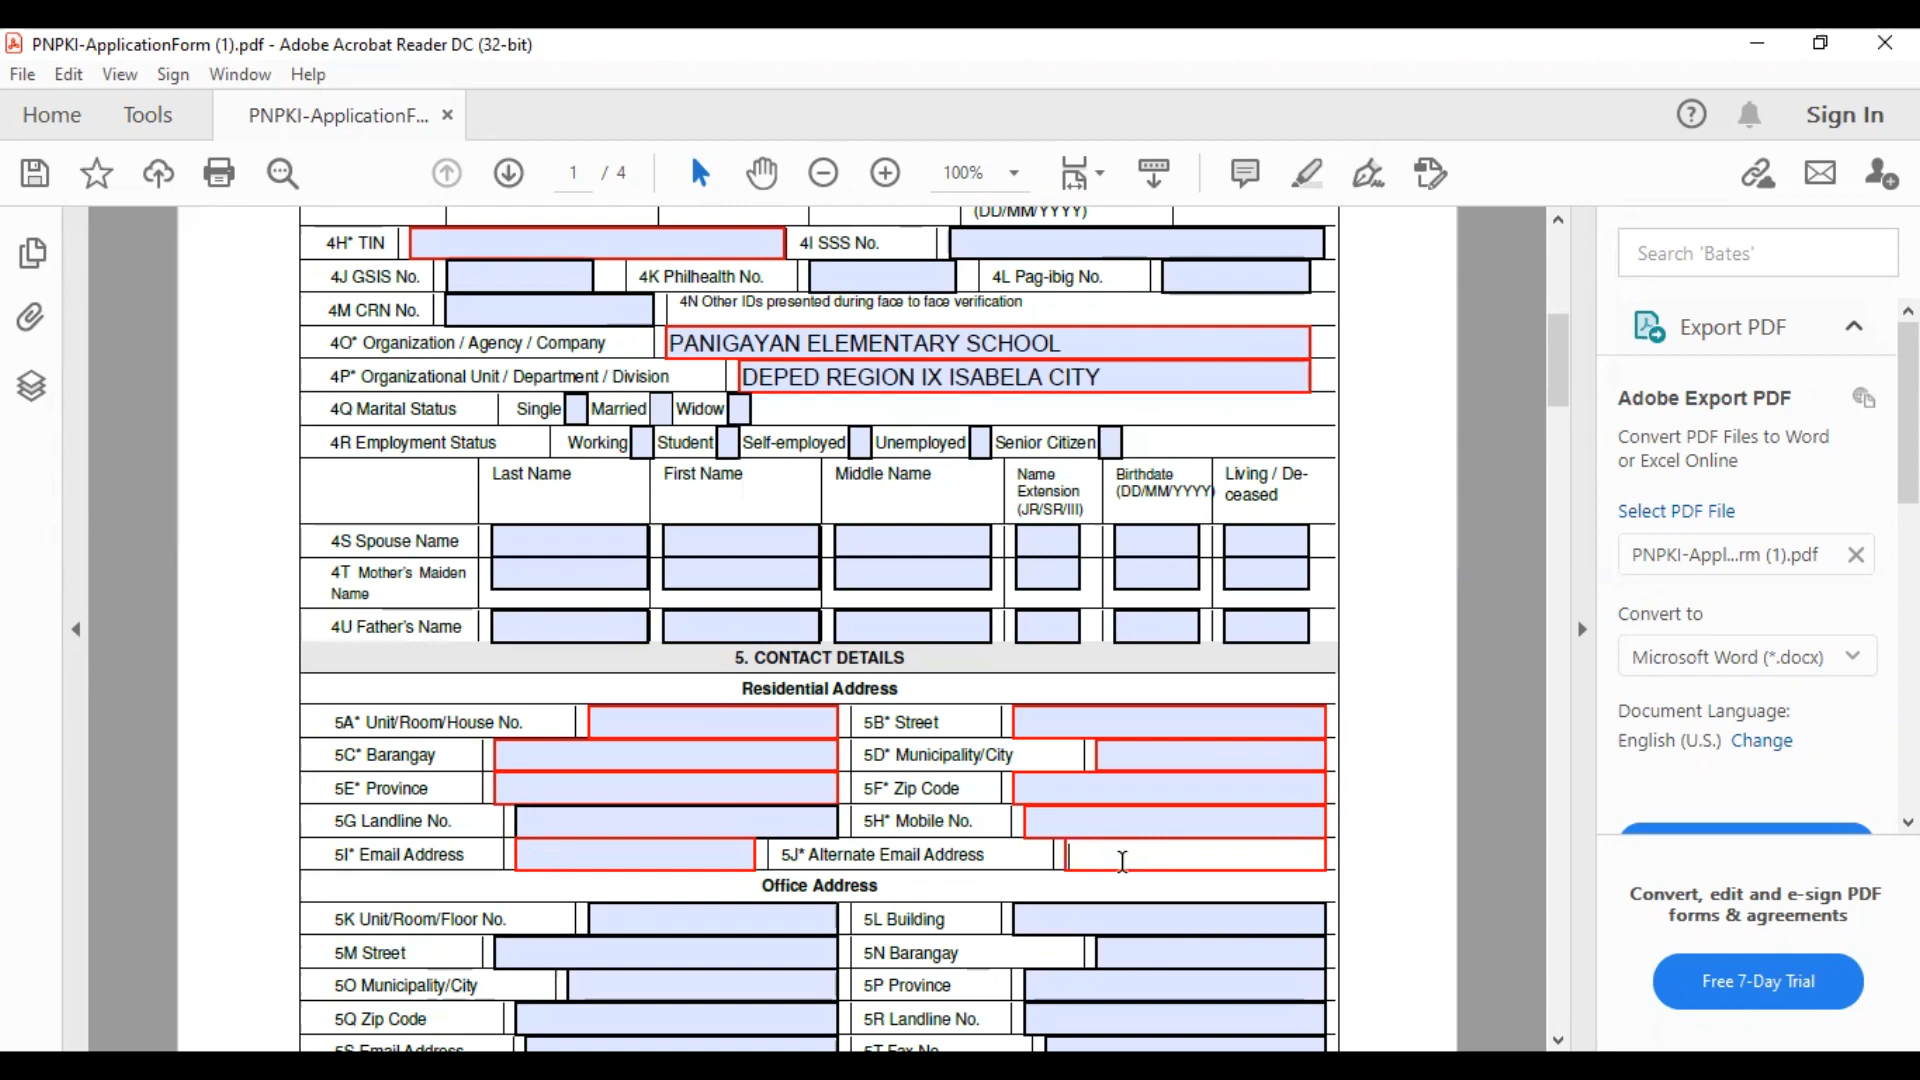 PNPKI-ApplicationForm (1).pdf - Adobe Acrobat Reader DC (32-bit)
File Edit View Sign Window Help
Home Tools PNPKI-ApplicationF... × Sign In
1 / 4 100%
(DD/MM/YYYY)
4H* TIN 4I SSS No.
4J GSIS No. 4K Philhealth No. 4L Pag-ibig No.
4M CRN No. 4N Other IDs presented during face to face verification
4O* Organization / Agency / Company PANIGAYAN ELEMENTARY SCHOOL
4P* Organizational Unit / Department / Division DEPED REGION IX ISABELA CITY
4Q Marital Status Single Married Widow
4R Employment Status Working Student Self-employed Unemployed Senior Citizen
Last Name First Name Middle Name Name Extension (JR/SR/III) Birthdate (DD/MM/YYYY) Living / De-ceased
4S Spouse Name
4T Mother's Maiden Name
4U Father's Name
5. CONTACT DETAILS
Residential Address
5A* Unit/Room/House No. 5B* Street
5C* Barangay 5D* Municipality/City
5E* Province 5F* Zip Code
5G Landline No. 5H* Mobile No.
5I* Email Address 5J* Alternate Email Address
Office Address
5K Unit/Room/Floor No. 5L Building
5M Street 5N Barangay
5O Municipality/City 5P Province
5Q Zip Code 5R Landline No.
5S Email Address 5T Fax No.
Search 'Bates'
Export PDF
Adobe Export PDF
Convert PDF Files to Word
or Excel Online
Select PDF File
PNPKI-Appl...rm (1).pdf
Convert to
Microsoft Word (*.docx)
Document Language:
English (U.S.) Change
Convert, edit and e-sign PDF
forms & agreements
Free 7-Day Trial